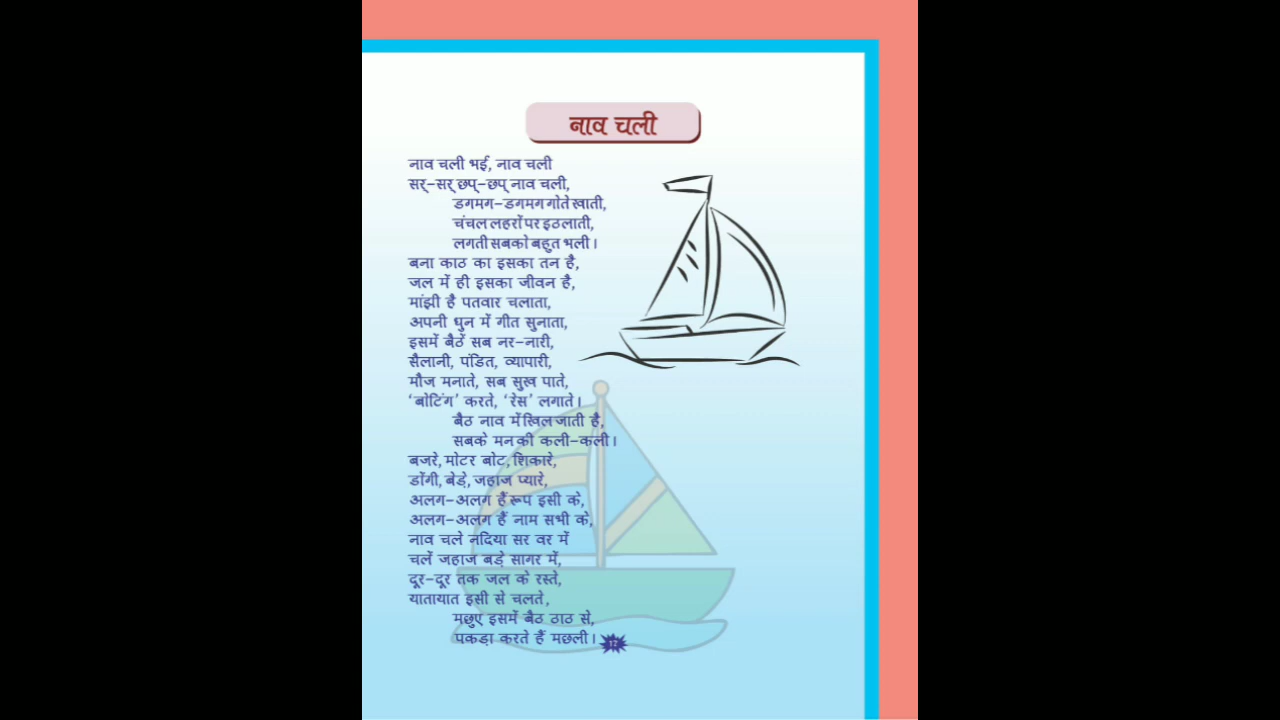 नाव चली
नाव चली भई, नाव चली
सर्-सर् छप्-छप् नाव चली,
डगमग-डगमग गोते खाती,
चंचल लहरों पर इठलाती,
लगती सबको बहुत भली।
बना काठ का इसका तन है,
जल में ही इसका जीवन है,
मांझी है पतवार चलाता,
अपनी धुन में गीत सुनाता,
इसमें बैठें सब नर-नारी,
सैलानी, पंडित, व्यापारी,
मौज मनाते, सब सुख पाते,
‘बोटिंग’ करते, ‘रेस’ लगाते।
बैठ नाव में खिल जाती है,
सबके मन की कली-कली।
बजरे, मोटर बोट, शिकारे,
डोंगी, बेड़े, जहाज प्यारे,
अलग-अलग हैं रूप इसी के,
अलग-अलग हैं नाम सभी के,
नाव चले नदिया सर वर में
चलें जहाज बड़े सागर में,
दूर-दूर तक जल के रस्ते,
यातायात इसी से चलते,
मछुए इसमें बैठ ठाठ से,
पकड़ा करते हैं मछली।